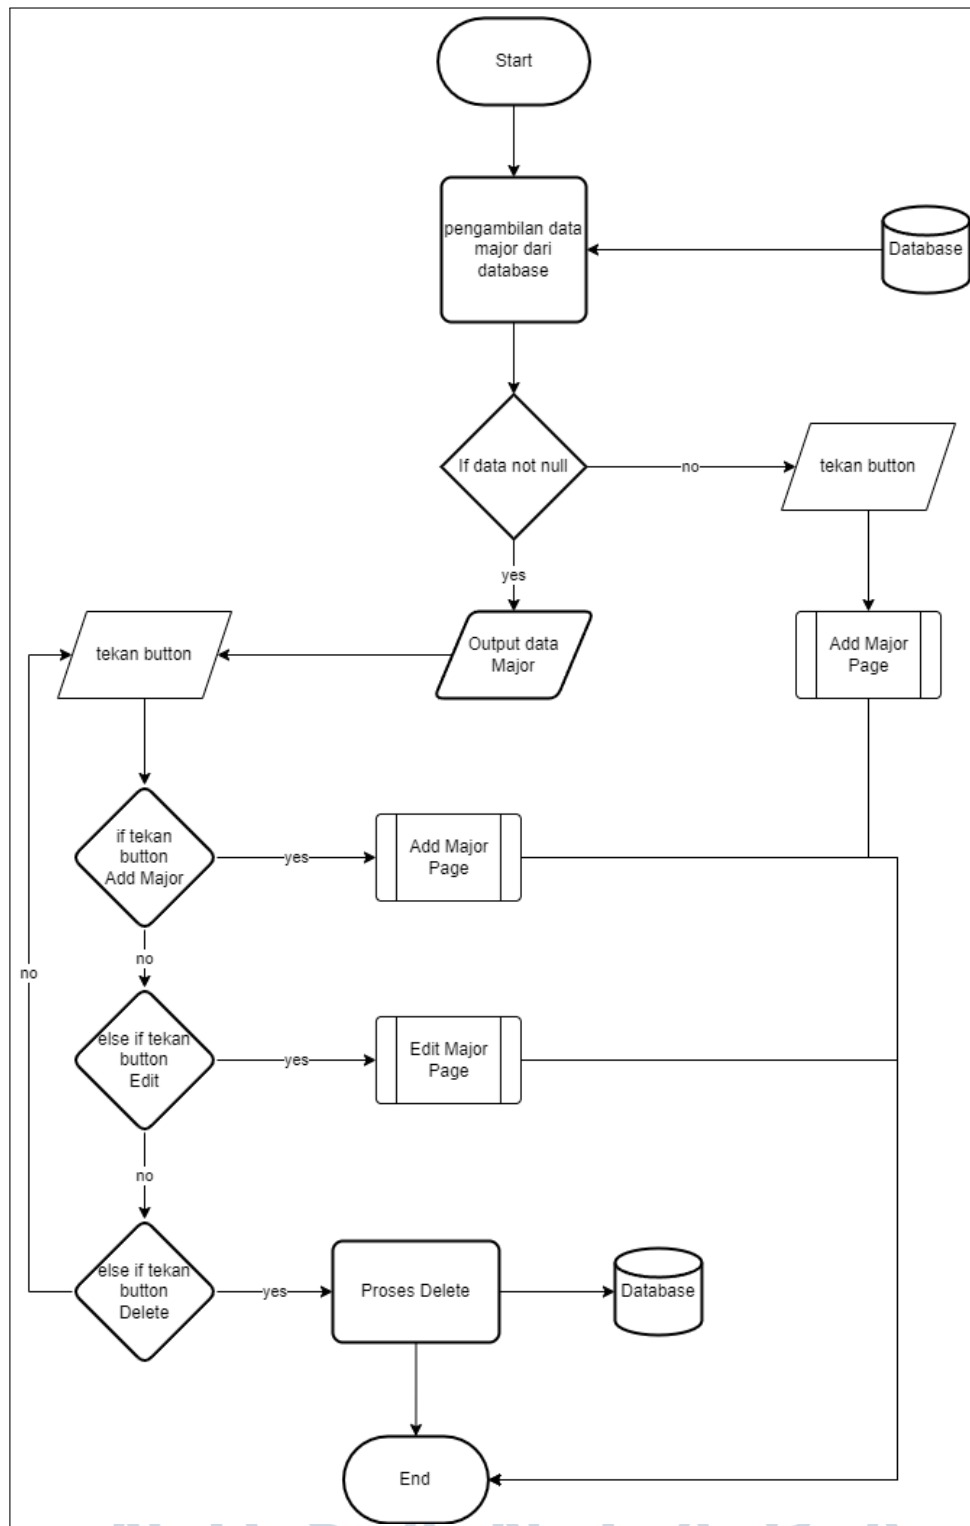 Start
pengambilan data
major dari
database
Database
If data not null
no
tekan button
yes
tekan button
Output data
Major
Add Major
Page
if tekan
button
Add Major
yes
Add Major
Page
no
no
else if tekan
button
Edit
yes
Edit Major
Page
no
else if tekan
button
Delete
yes
Proses Delete
Database
End